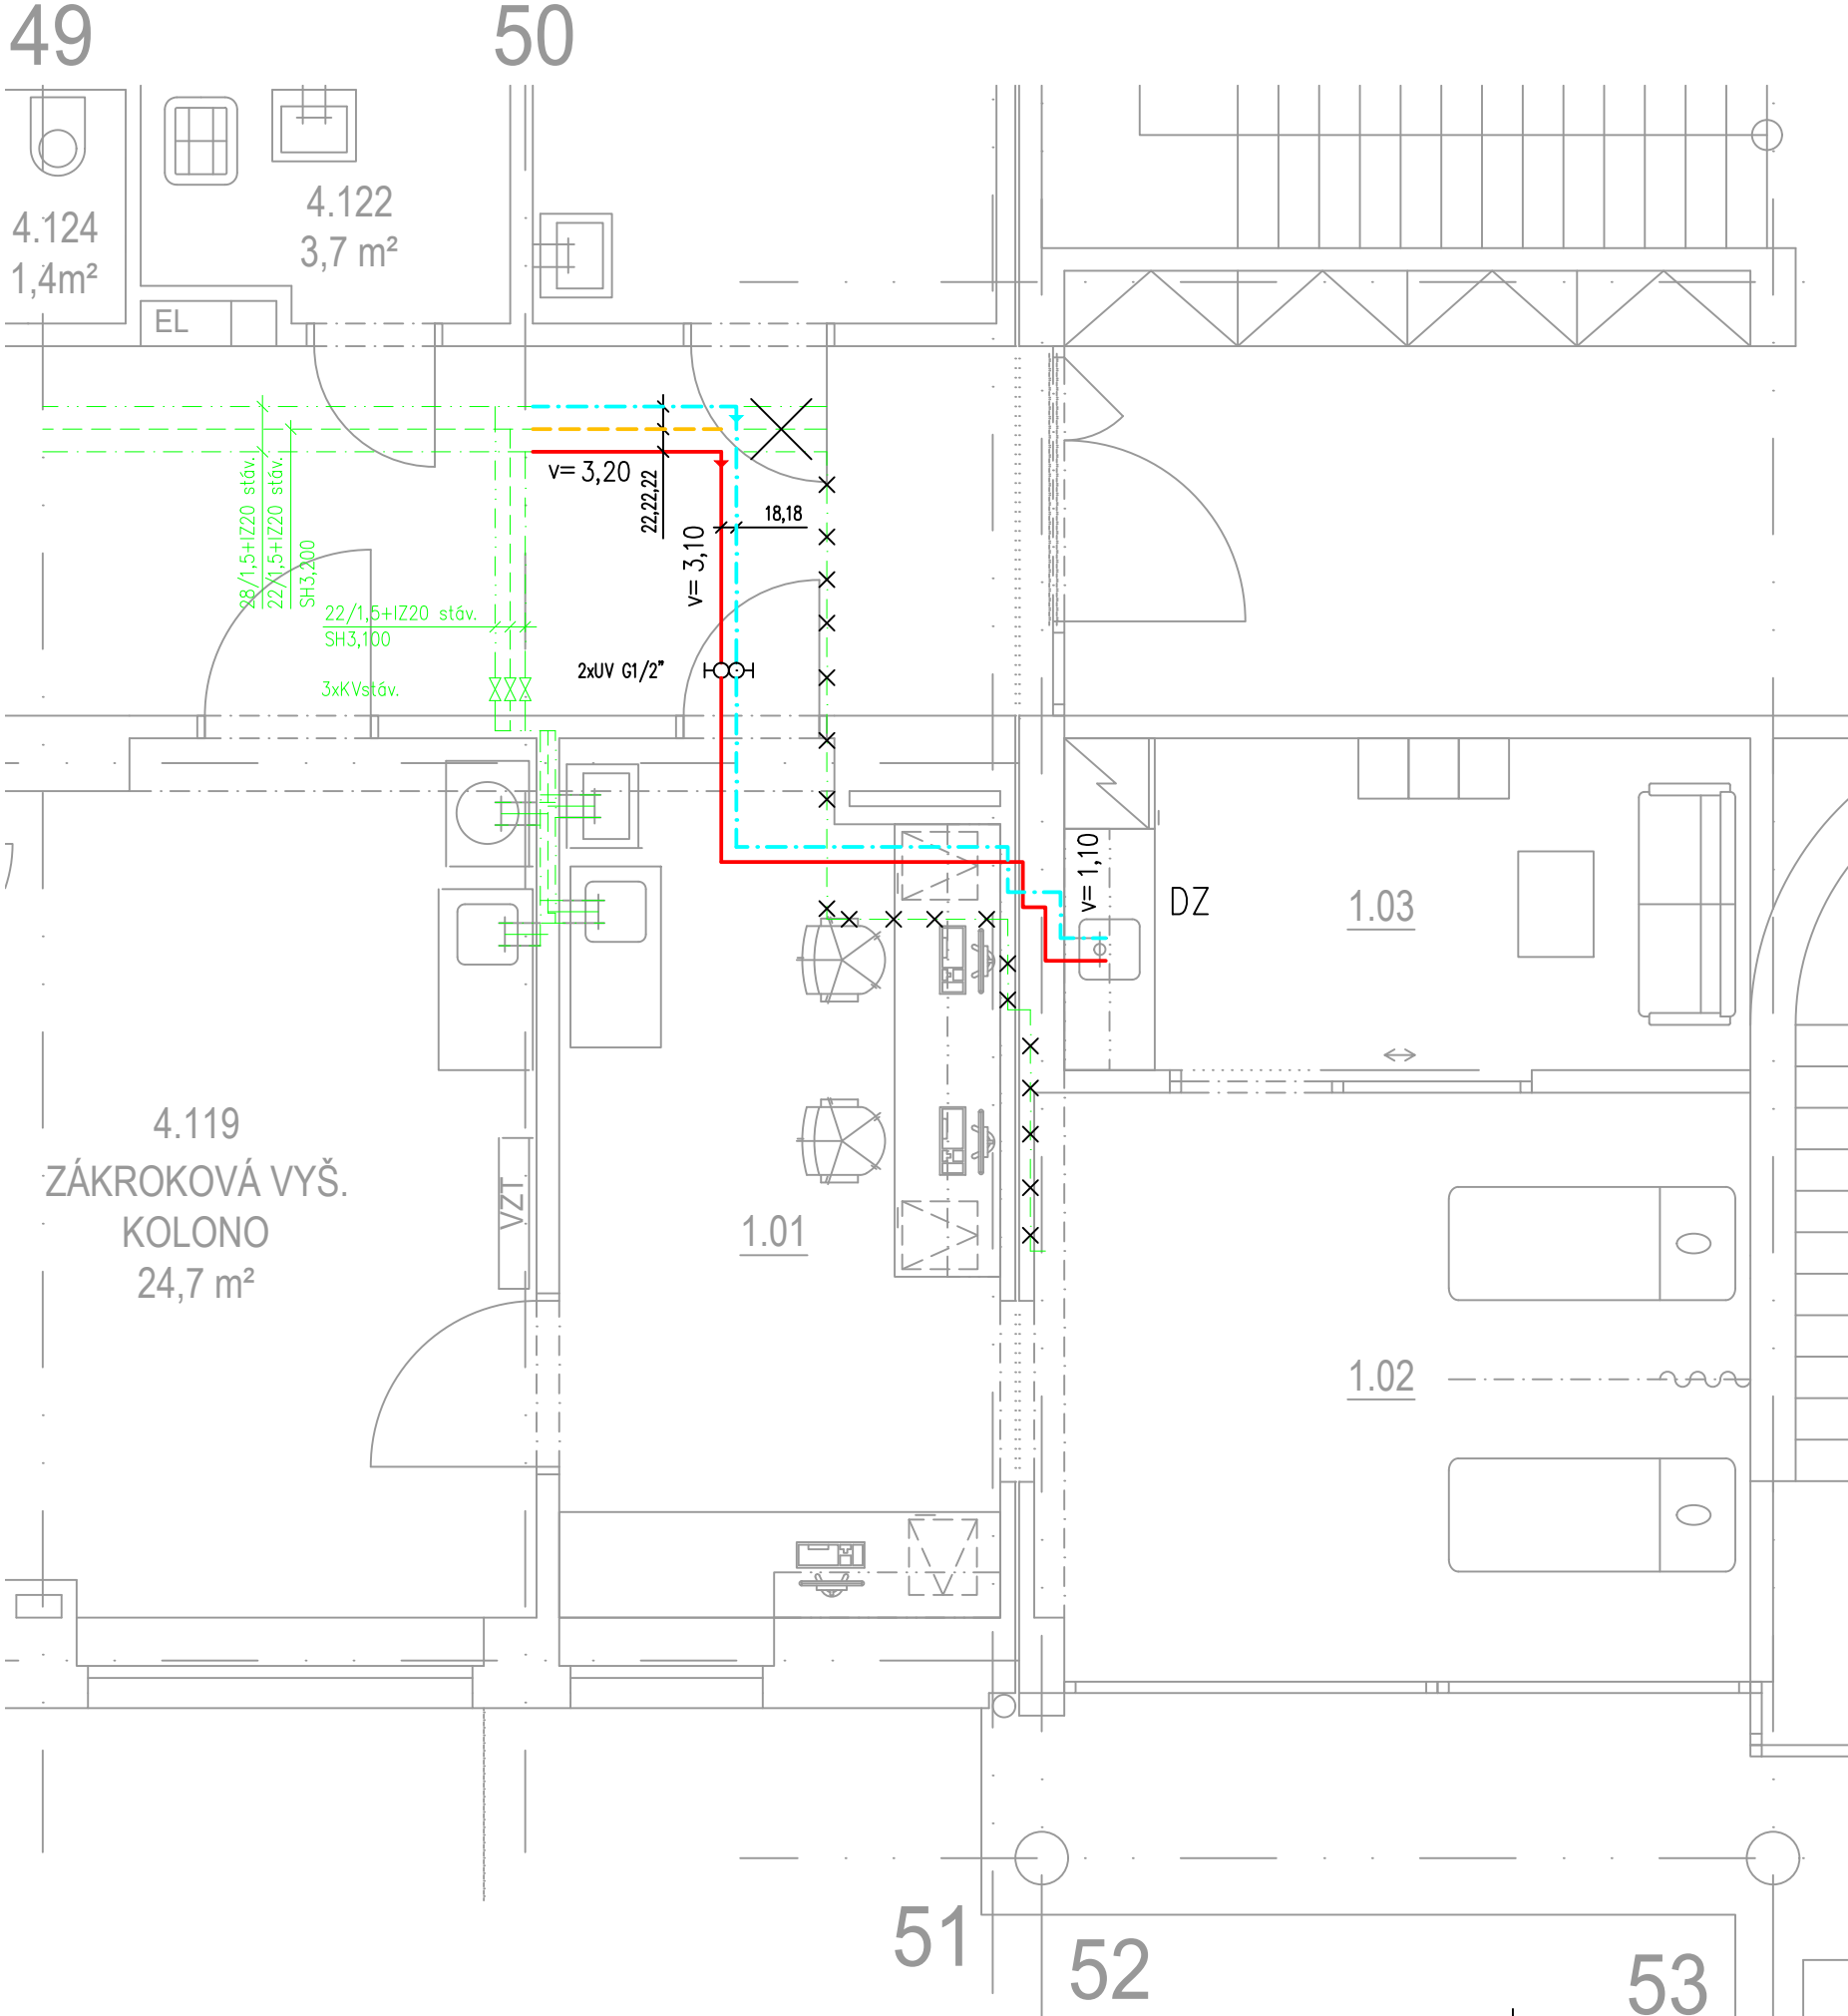 49
50
4.124
1,4m²
4.122
3,7 m²
EL
v= 3,20
22,22,22
18,18
v= 3,10
28/1,5+IZ20 stáv.
22/1,5+IZ20 stáv.
SH3,200
22/1,5+IZ20 stáv.
SH3,100
3xKVstáv.
2xUV G1/2"
v= 1,10
DZ
1.03
4.119
ZÁKROKOVÁ VYŠ.
KOLONO
24,7 m²
VZT
1.01
1.02
51
52
53